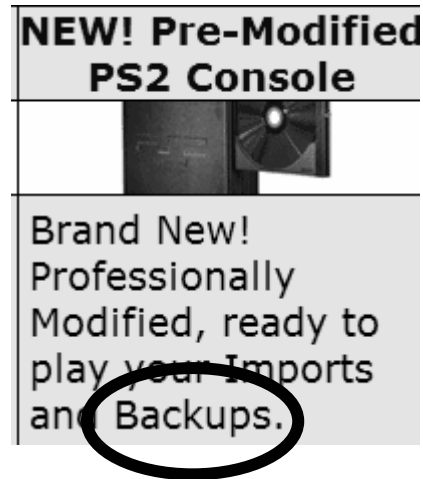 NEW! Pre-Modified
PS2 Console
Brand New!
Professionally
Modified, ready to
play your Imports
and Backups.